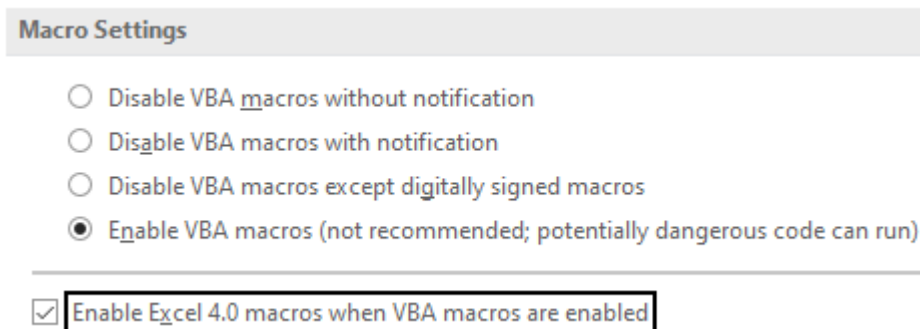 Macro Settings
Disable VBA macros without notification
Disable VBA macros with notification
Disable VBA macros except digitally signed macros
Enable VBA macros (not recommended; potentially dangerous code can run)
Enable Excel 4.0 macros when VBA macros are enabled